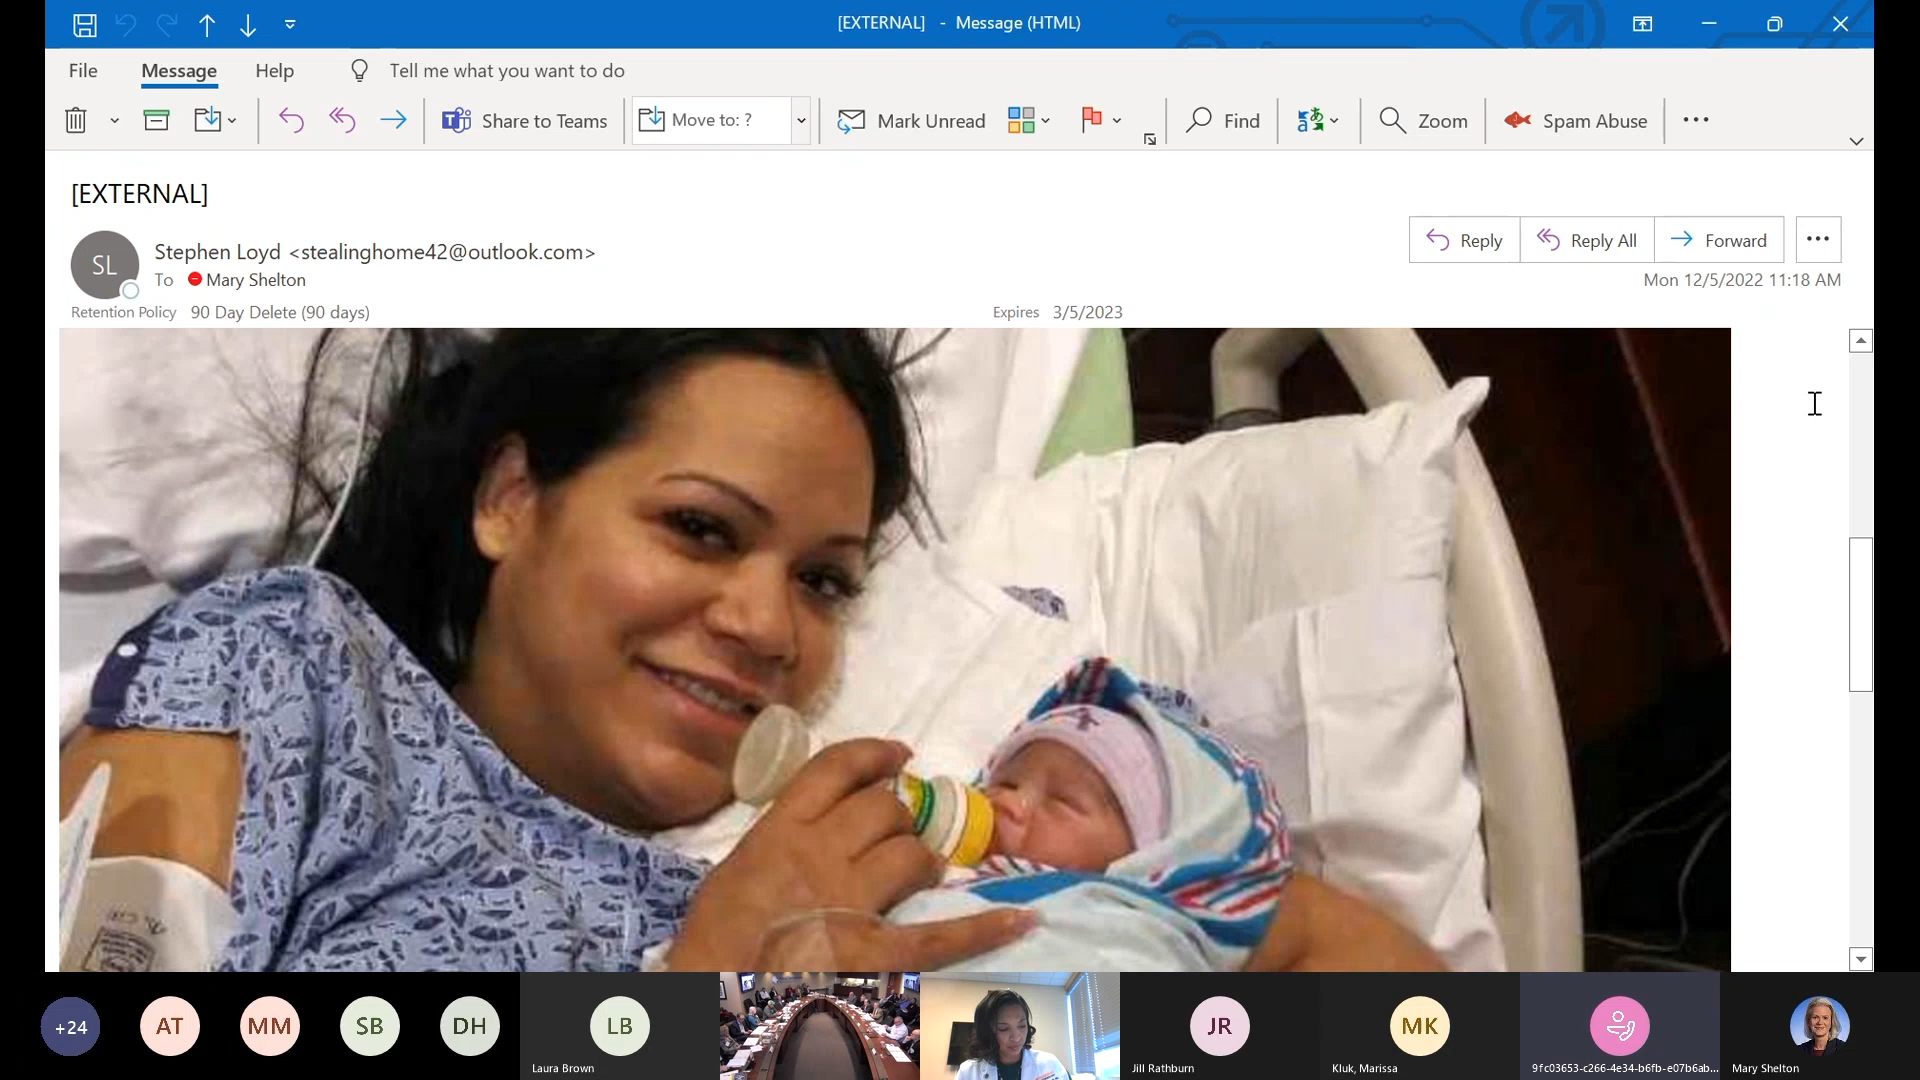 [EXTERNAL] - Message (HTML)
File Message Help Tell me what you want to do
Share to Teams Move to: ? Mark Unread Find Zoom Spam Abuse
[EXTERNAL]
SL Stephen Loyd <stealinghome42@outlook.com>
Reply Reply All Forward
To Mary Shelton
Mon 12/5/2022 11:18 AM
Retention Policy 90 Day Delete (90 days) Expires 3/5/2023
+24 AT MM SB DH LB JR MK
Laura Brown Jill Rathburn Kluk, Marissa 9fc03653-c266-4e34-b6fb-e07b6ab... Mary Shelton